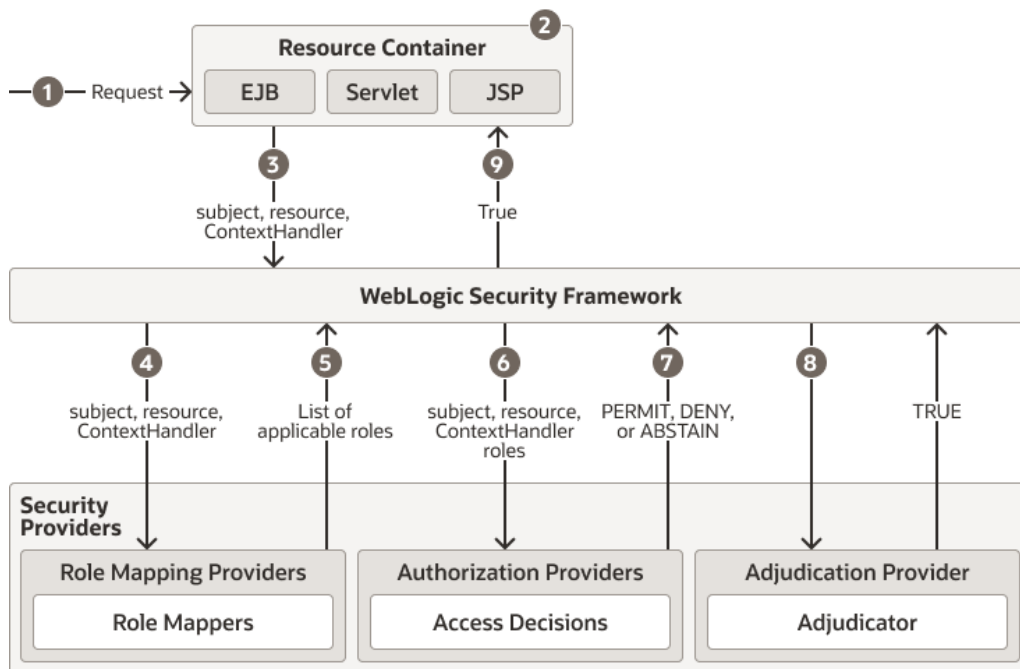 2
Resource Container
1 Request
EJB Servlet JSP
3 9
subject, resource, True
ContextHandler
WebLogic Security Framework
4 5 6 7 8
subject, resource, List of subject, resource, PERMIT, DENY, TRUE
ContextHandler applicable roles ContextHandler or ABSTAIN
roles
Security
Providers
Role Mapping Providers Authorization Providers Adjudication Provider
Role Mappers Access Decisions Adjudicator